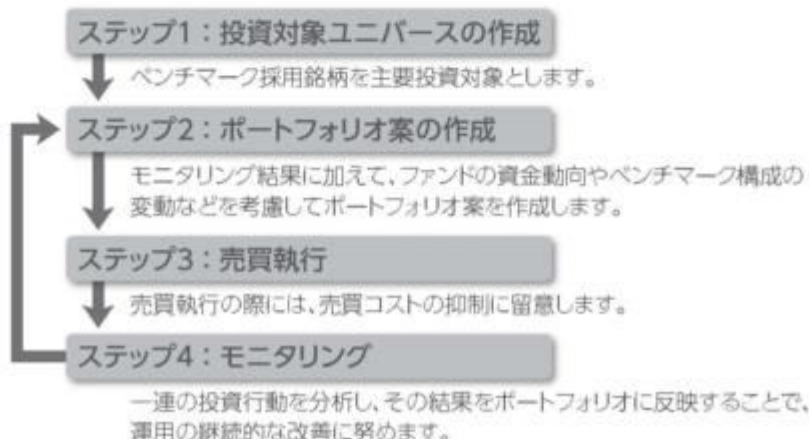 ステップ1：投資対象ユニバースの作成
ベンチマーク採用銘柄を主要投資対象とします。
ステップ2：ポートフォリオ案の作成
モニタリング結果に加えて、ファンドの資金動向やベンチマーク構成の
変動などを考慮してポートフォリオ案を作成します。
ステップ3：売買執行
売買執行の際には、売買コストの抑制に留意します。
ステップ4：モニタリング
一連の投資行動を分析し、その結果をポートフォリオに反映することで、
運用の継続的な改善に努めます。